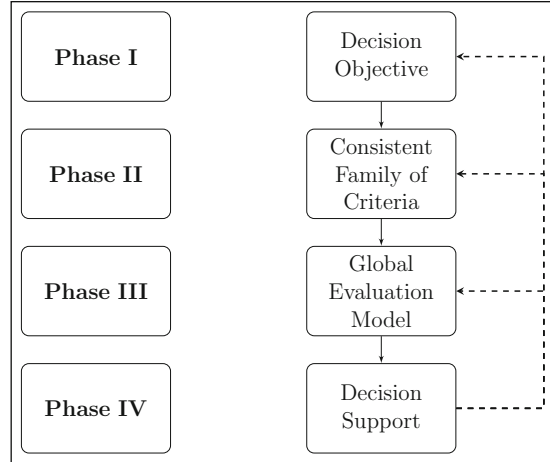 Phase I
Decision
Objective
Phase II
Consistent
Family of
Criteria
Phase III
Global
Evaluation
Model
Phase IV
Decision
Support